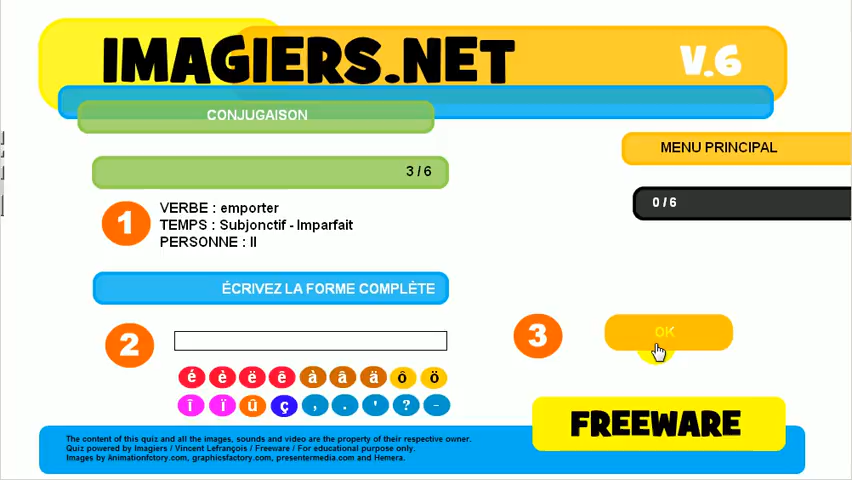 IMAGIERS.NET
V.6
CONJUGAISON
MENU PRINCIPAL
3 / 6
0 / 6
1
VERBE : emporter
TEMPS : Subjonctif - Imparfait
PERSONNE : Il
ÉCRIVEZ LA FORME COMPLÈTE
2
3
OK
é è ë ê à â ä ô ö
î ï û ç , . ' ? -
FREEWARE
The content of this quiz and all the images, sounds and video are the property of their respective owner.
Quiz powered by Imagiers / Vincent Lefrançois / Freeware / For educational purpose only.
Images by Animationfctory.com, graphicsfactory.com, presentermedia.com and Hemera.